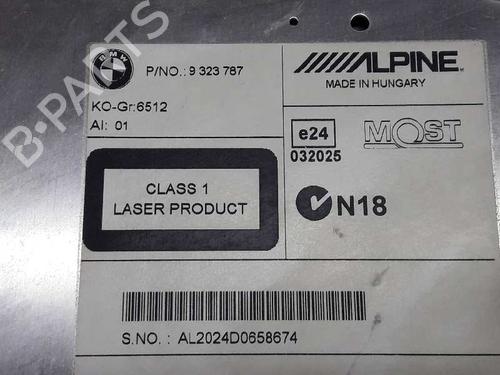 B-PARTS
BMW
P/NO.: 9 323 787
KO-Gr:6512
AI: 01
ALPINE
MADE IN HUNGARY
e24
032025
MOST
CLASS 1
LASER PRODUCT
N18
S.NO. : AL2024D0658674